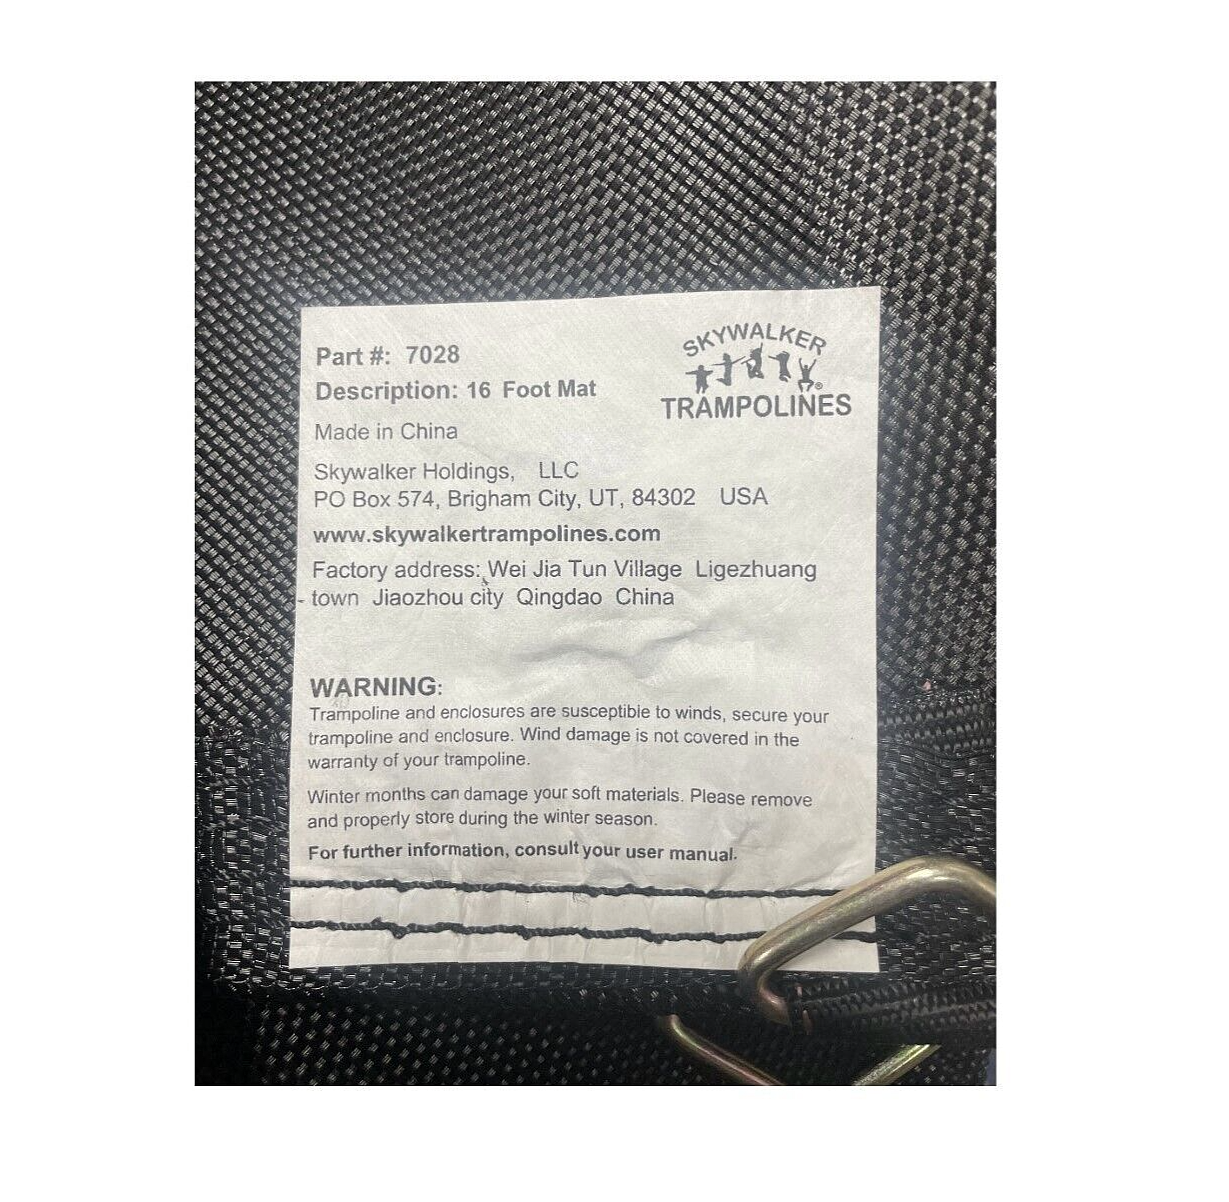 Part #: 7028
SKYWALKER
TRAMPOLINES®
Description: 16 Foot Mat
Made in China
Skywalker Holdings, LLC
PO Box 574, Brigham City, UT, 84302 USA
www.skywalkertrampolines.com
Factory address: Wei Jia Tun Village Ligezhuang
town Jiaozhou city Qingdao China
WARNING:
Trampoline and enclosures are susceptible to winds, secure your
trampoline and enclosure. Wind damage is not covered in the
warranty of your trampoline.
Winter months can damage your soft materials. Please remove
and properly store during the winter season.
For further information, consult your user manual.